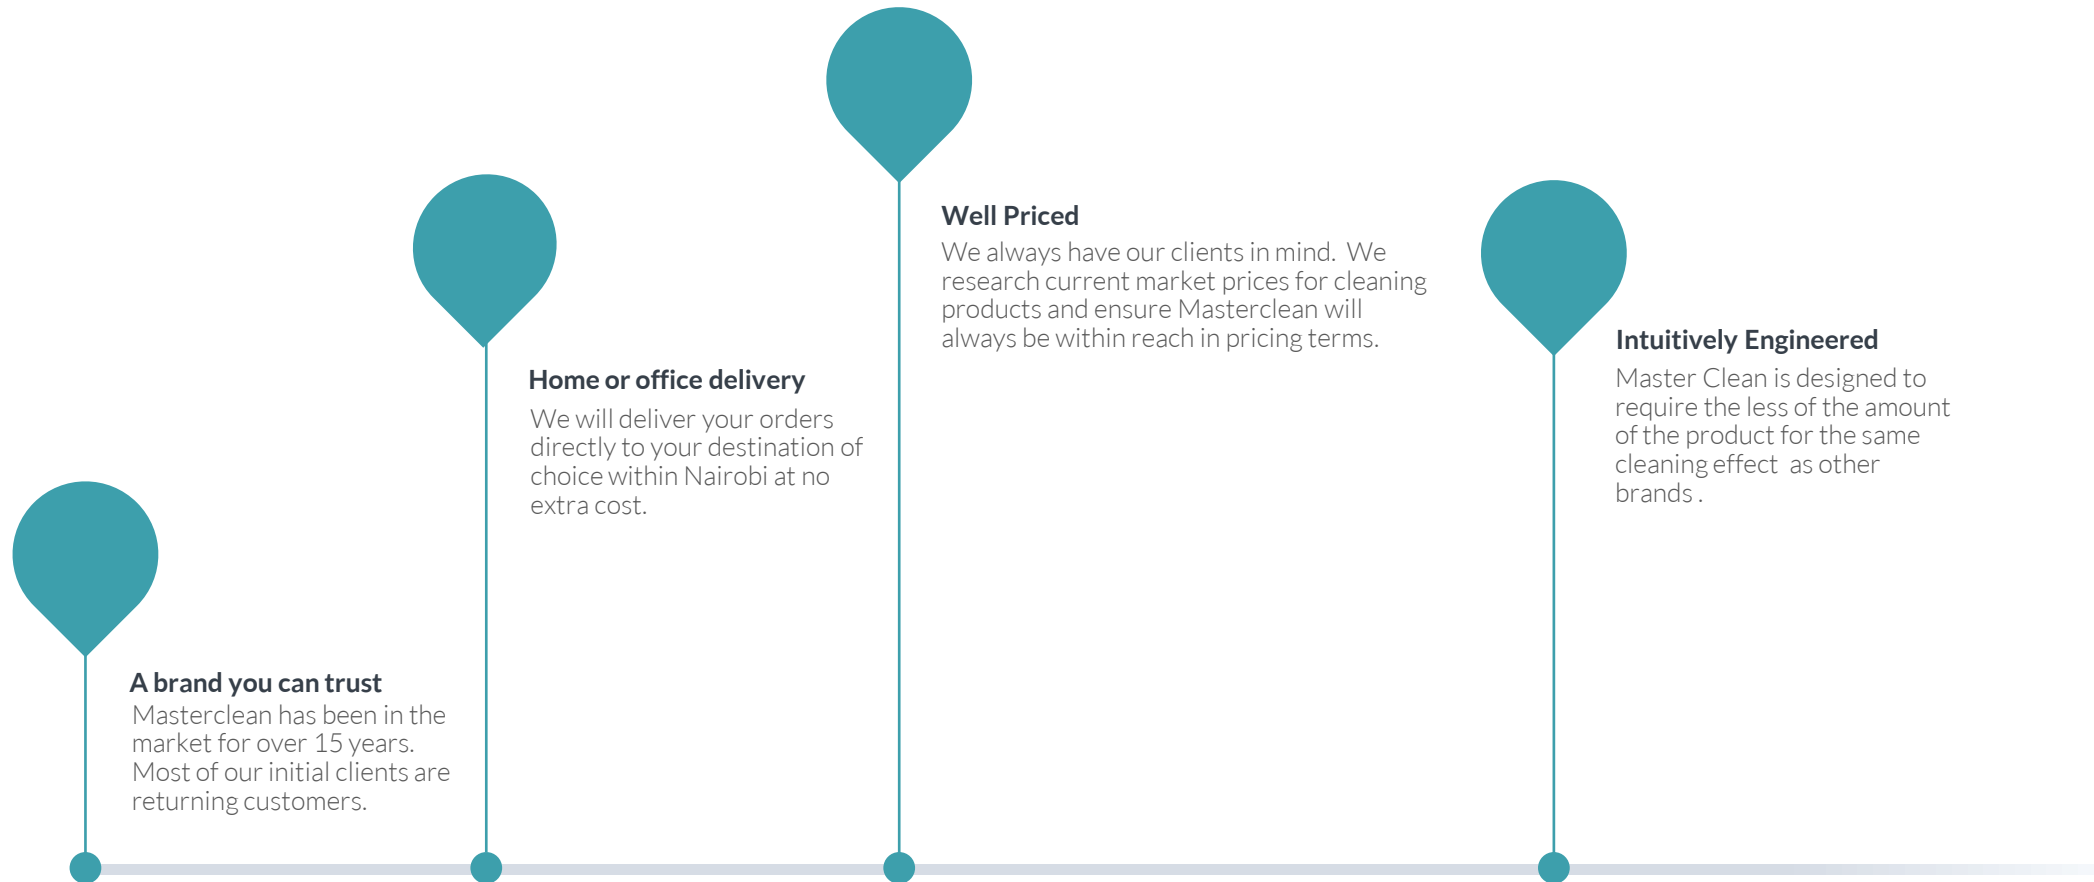 A brand you can trust
Masterclean has been in the
market for over 15 years.
Most of our initial clients are
returning customers.
Home or office delivery
We will deliver your orders
directly to your destination of
choice within Nairobi at no
extra cost.
Well Priced
We always have our clients in mind.  We
research current market prices for cleaning
products and ensure Masterclean will
always be within reach in pricing terms.
Intuitively Engineered
Master Clean is designed to
require the less of the amount
of the product for the same
cleaning effect  as other
brands .